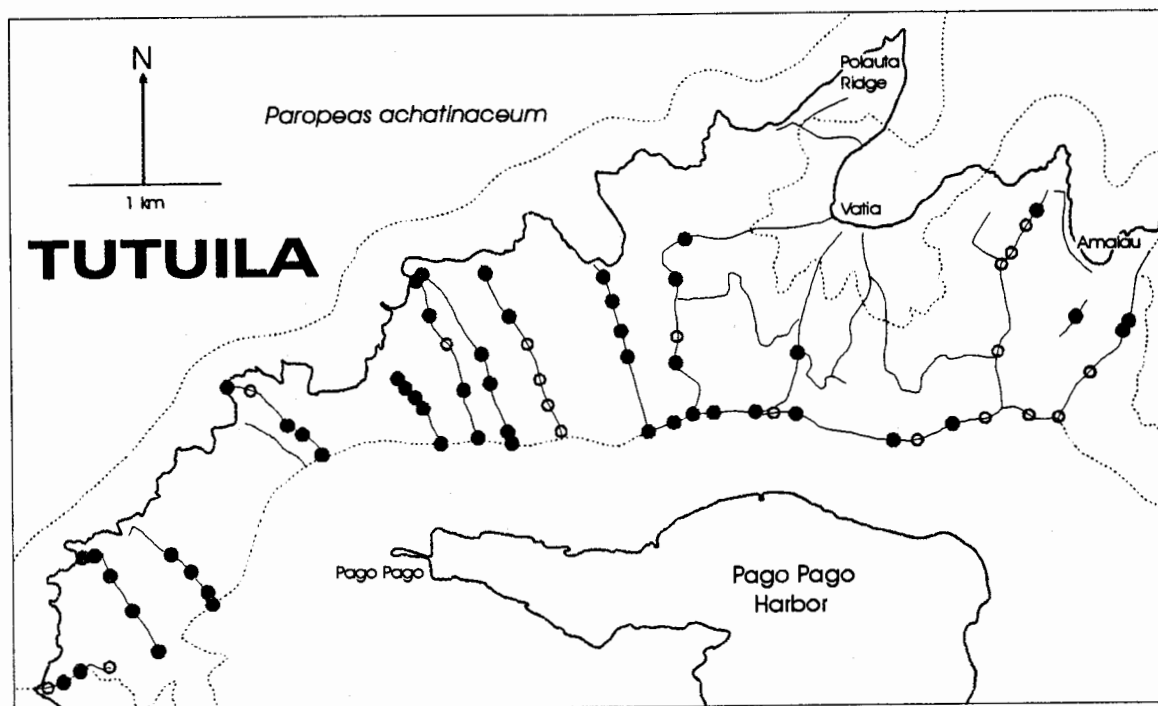 N
1 km
TUTUILA
Paropeas achatinaceum
Polauta
Ridge
Vatia
Amalau
Pago Pago
Pago Pago
Harbor